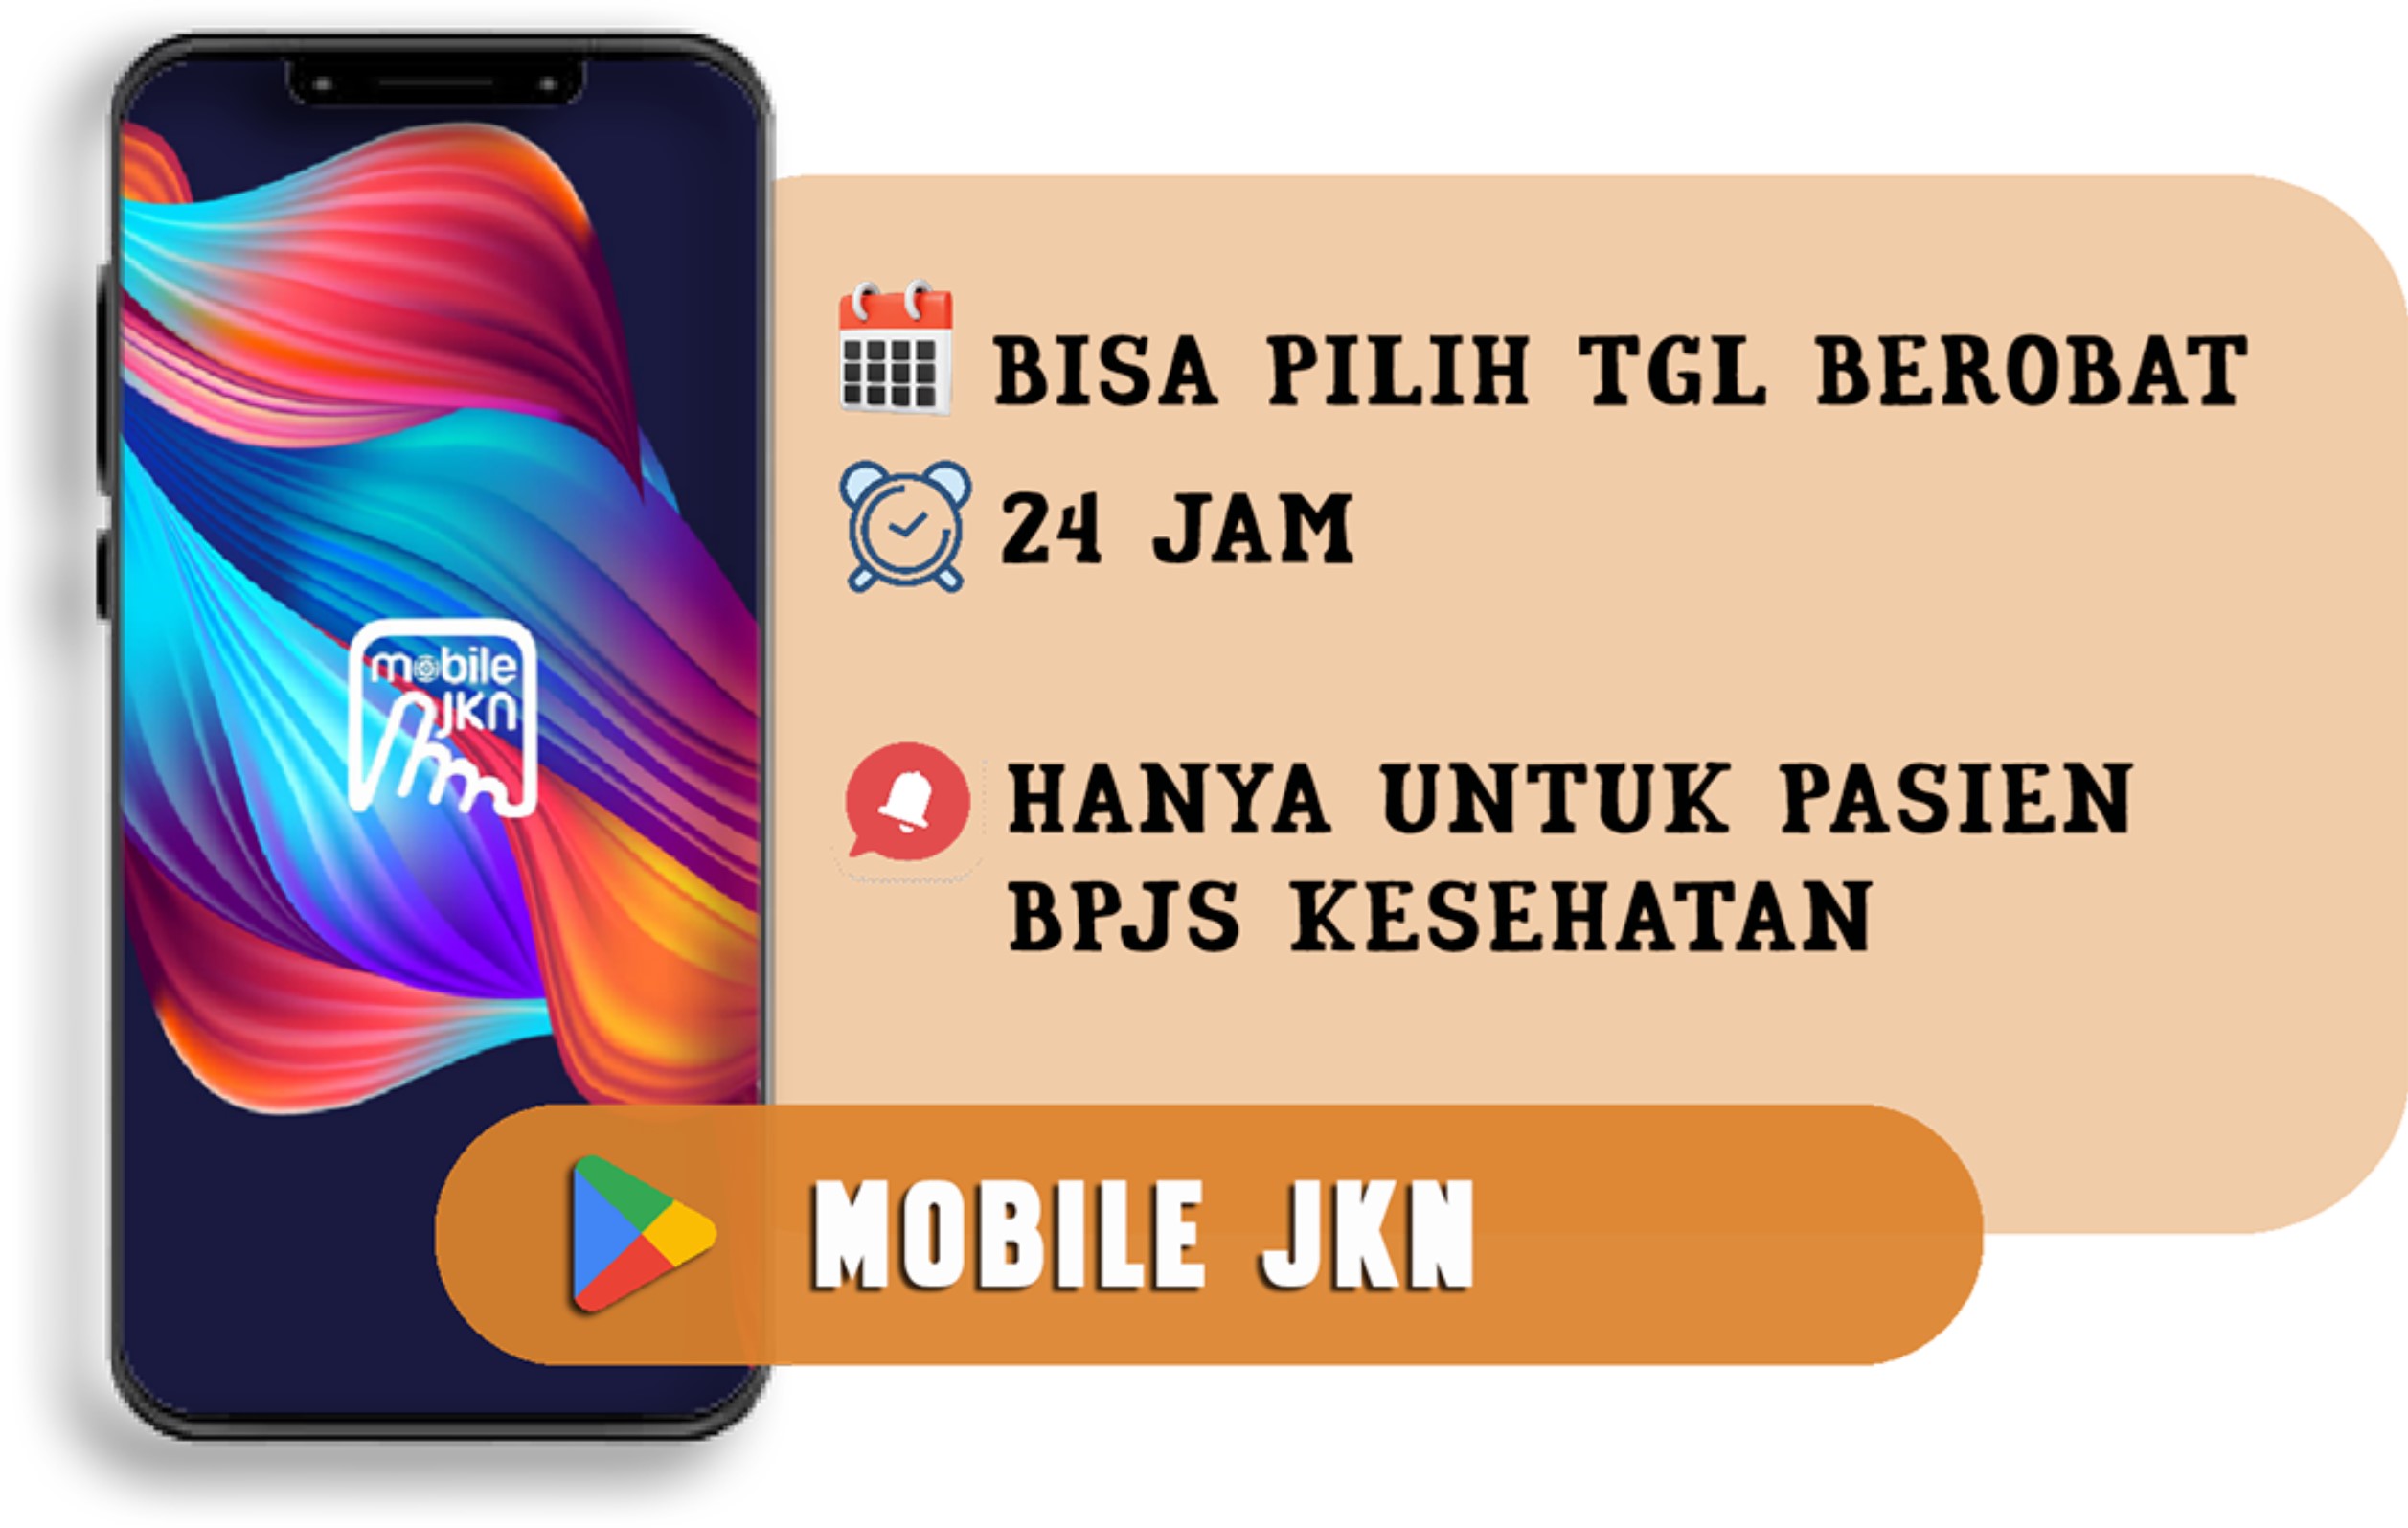 mobile
JKN
BISA PILIH TGL BEROBAT
24 JAM
HANYA UNTUK PASIEN
BPJS KESEHATAN
MOBILE JKN